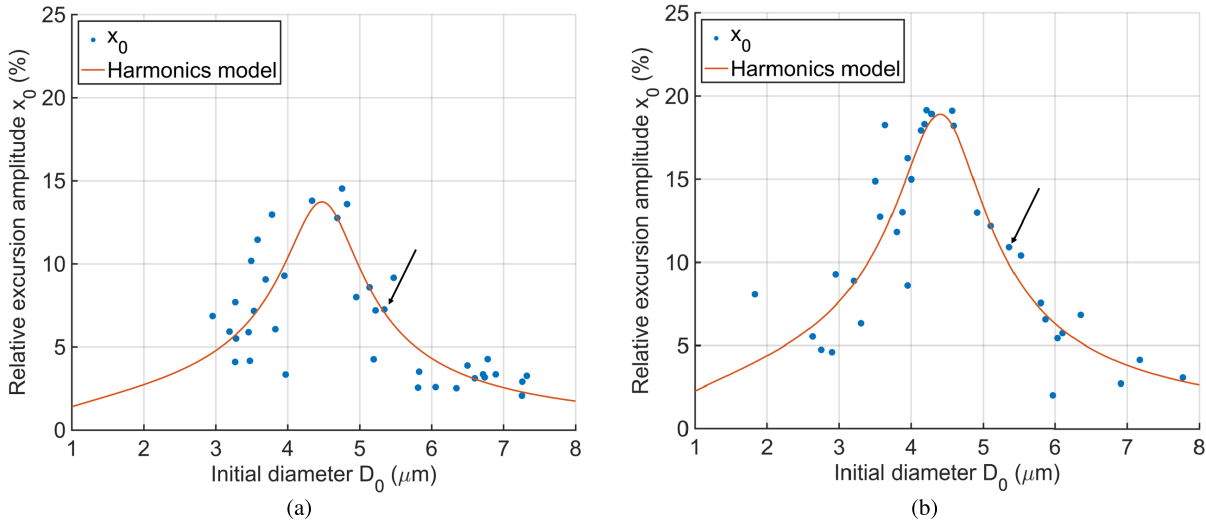 25
20
15
10
5
0
Relative excursion amplitude x₀ (%)
x₀
Harmonics model
1 2 3 4 5 6 7 8
Initial diameter D₀ (μm)
(a)
25
20
15
10
5
0
Relative excursion amplitude x₀ (%)
x₀
Harmonics model
1 2 3 4 5 6 7 8
Initial diameter D₀ (μm)
(b)